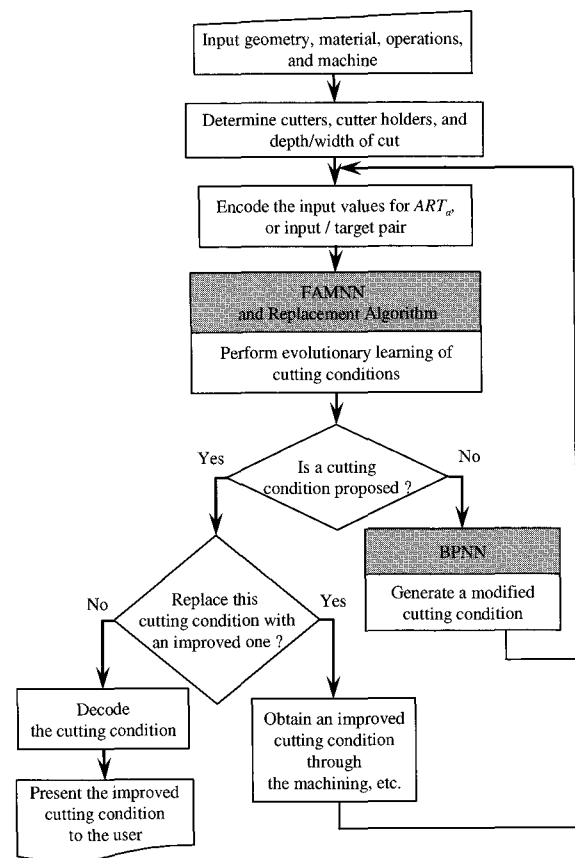 Input geometry, material, operations,
and machine
Determine cutters, cutter holders, and
depth/width of cut
Encode the input values for ARTₐ,
or input / target pair
FAMNN
and Replacement Algorithm
Perform evolutionary learning of
cutting conditions
Yes
Is a cutting
condition proposed ?
No
BPNN
Generate a modified
cutting condition
No
Replace this
cutting condition with
an improved one ?
Yes
Decode
the cutting condition
Obtain an improved
cutting condition
through
the machining, etc.
Present the improved
cutting condition
to the user